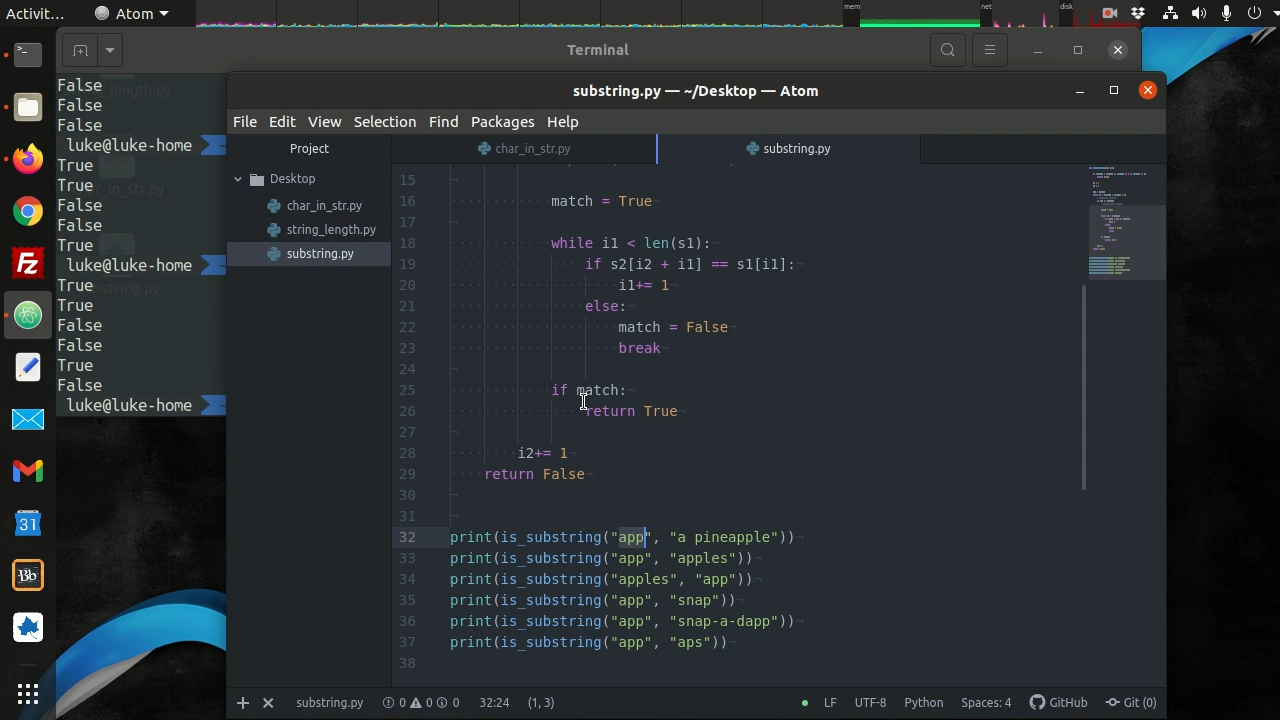 Activit…
Atom
mem
net
disk
Terminal
False
False
False
luke@luke-home
True
True
False
False
True
luke@luke-home
True
True
False
False
True
False
luke@luke-home
substring.py — ~/Desktop — Atom
File Edit View Selection Find Packages Help
Project
char_in_str.py
substring.py
Desktop
char_in_str.py
string_length.py
substring.py
15
16 match = True
17
18 while i1 < len(s1):
19 if s2[i2 + i1] == s1[i1]:
20 i1+= 1
21 else:
22 match = False
23 break
24
25 if match:
26 return True
27
28 i2+= 1
29 return False
30
31
32 print(is_substring("app", "a pineapple"))
33 print(is_substring("app", "apples"))
34 print(is_substring("apples", "app"))
35 print(is_substring("app", "snap"))
36 print(is_substring("app", "snap-a-dapp"))
37 print(is_substring("app", "aps"))
38
substring.py 0 0 0 32:24 (1, 3) LF UTF-8 Python Spaces: 4 GitHub Git (0)
31
Bb
Fz